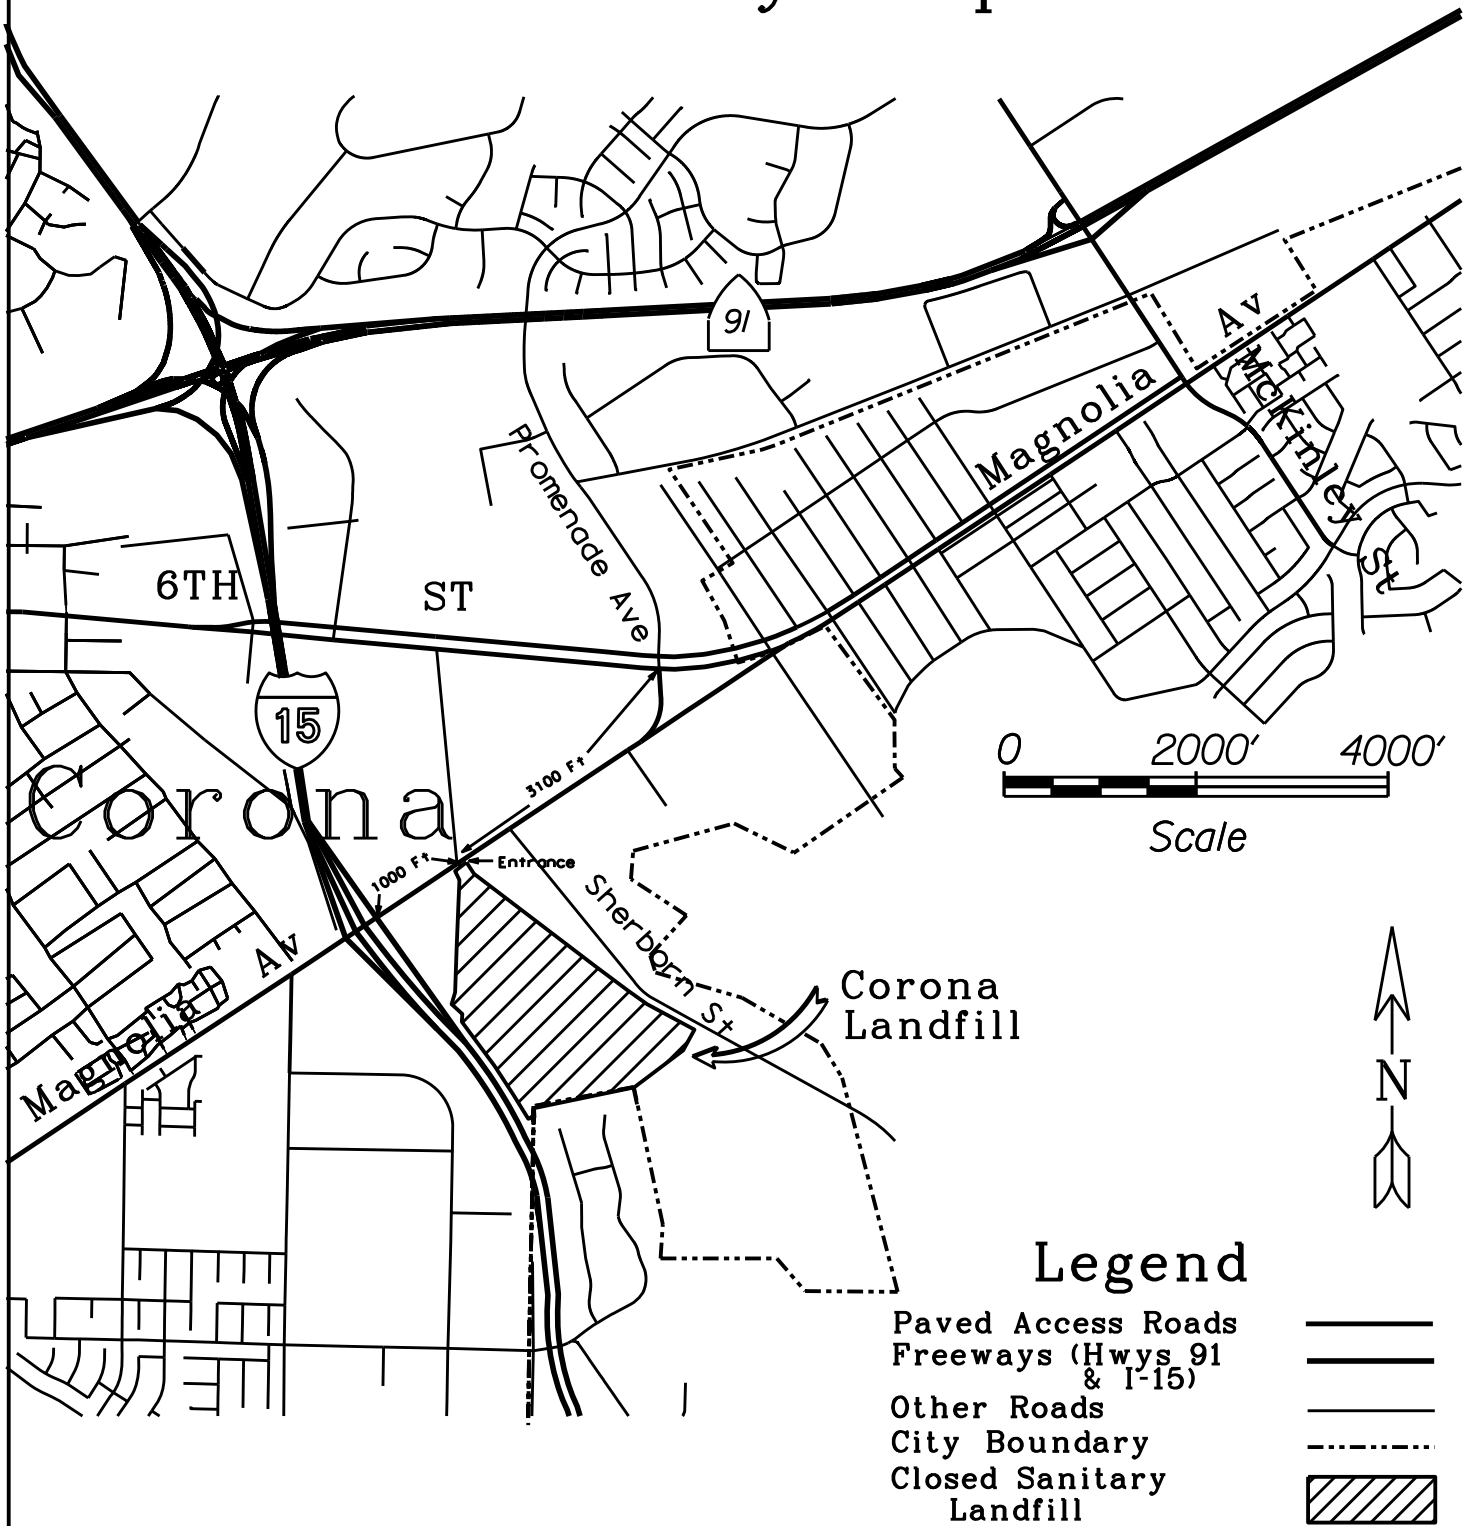 91
Av
Magnolia
McKinley St
Promenade Ave
6TH
ST
15
0
2000'
4000'
Scale
3100 Ft
Corona
1000 Ft
Entrance
Sherborn St
Av
Magnolia
Corona
Landfill
N
Legend
Paved Access Roads
Freeways (Hwys 91
& I-15)
Other Roads
City Boundary
Closed Sanitary
Landfill